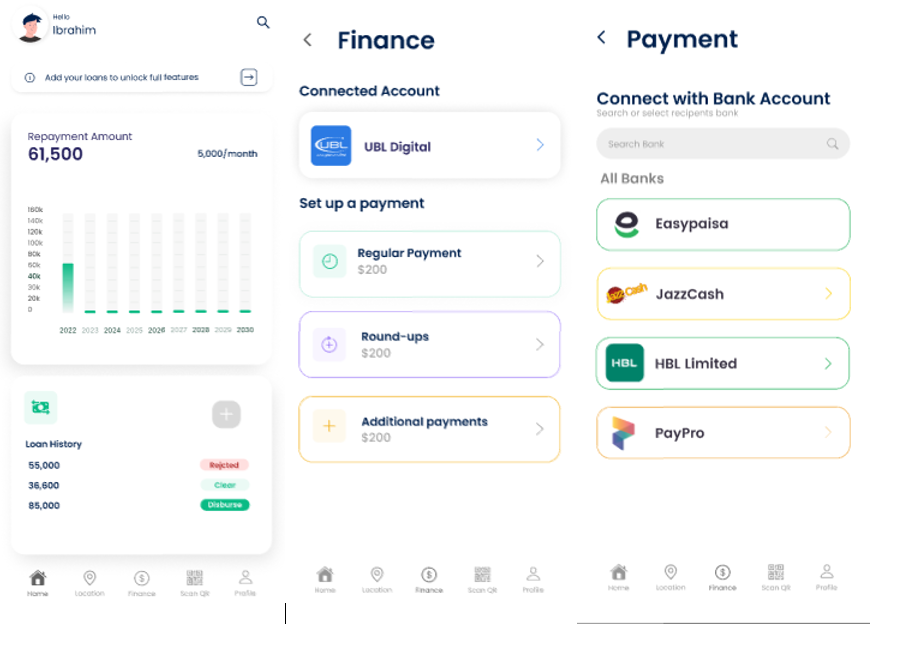 Hello
Ibrahim
Add your loans to unlock full features
Repayment Amount
61,500
5,000/month
160k
140k
120k
100k
80k
60k
40k
30k
20k
0
2022 2023 2024 2025 2026 2027 2028 2029 2030
Loan History
55,000 Rejcted
36,600 Clear
85,000 Disburse
Home Location Finance Scan QR Profile
Finance
Connected Account
UBL
UBL Digital
Set up a payment
Regular Payment
$200
Round-ups
$200
Additional payments
$200
Home Location Finance Scan QR Profile
Payment
Connect with Bank Account
Search or select recipents bank
Search Bank
All Banks
Easypaisa
Jazz Cash
JazzCash
HBL
HBL Limited
PayPro
Home Location Finance Scan QR Profile